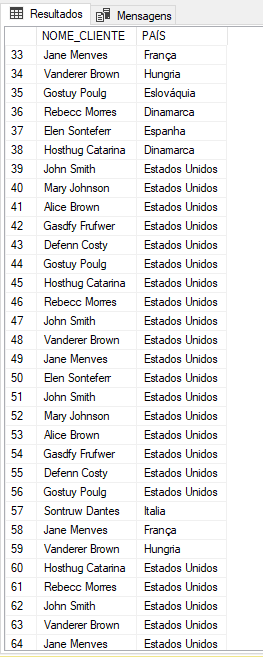 Resultados Mensagens
NOME_CLIENTE PAÍS
33 Jane Menves França
34 Vanderer Brown Hungria
35 Gostuy Poulg Eslováquia
36 Rebecc Morres Dinamarca
37 Elen Sonteferr Espanha
38 Hosthug Catarina Dinamarca
39 John Smith Estados Unidos
40 Mary Johnson Estados Unidos
41 Alice Brown Estados Unidos
42 Gasdfy Frufwer Estados Unidos
43 Defenn Costy Estados Unidos
44 Gostuy Poulg Estados Unidos
45 Hosthug Catarina Estados Unidos
46 Rebecc Morres Estados Unidos
47 John Smith Estados Unidos
48 Vanderer Brown Estados Unidos
49 Jane Menves Estados Unidos
50 Elen Sonteferr Estados Unidos
51 John Smith Estados Unidos
52 Mary Johnson Estados Unidos
53 Alice Brown Estados Unidos
54 Gasdfy Frufwer Estados Unidos
55 Defenn Costy Estados Unidos
56 Gostuy Poulg Estados Unidos
57 Sontruw Dantes Italia
58 Jane Menves França
59 Vanderer Brown Hungria
60 Hosthug Catarina Estados Unidos
61 Rebecc Morres Estados Unidos
62 John Smith Estados Unidos
63 Vanderer Brown Estados Unidos
64 Jane Menves Estados Unidos